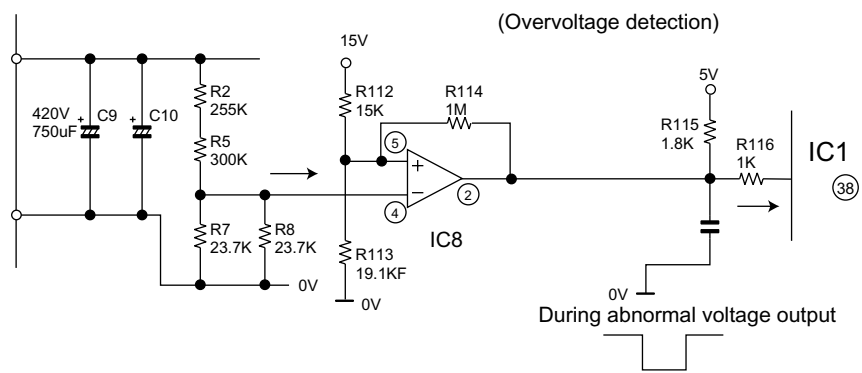 (Overvoltage detection)
15V
R112
15K
R114
1M
5V
R115
1.8K
R116
1K
IC1
38
420V
750uF
+
C9
+
C10
R2
255K
R5
300K
5
+
−
4
2
IC8
R7
23.7K
R8
23.7K
R113
19.1KF
0V
0V
0V
During abnormal voltage output